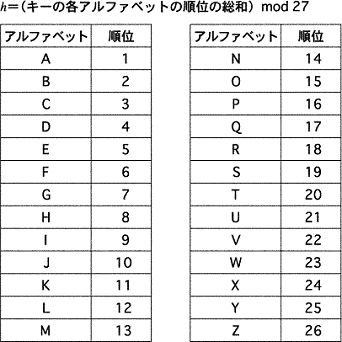 h=(キーの各アルファベットの順位の総和) mod 27
アルファベット 順位 アルファベット 順位
A 1 N 14
B 2 O 15
C 3 P 16
D 4 Q 17
E 5 R 18
F 6 S 19
G 7 T 20
H 8 U 21
I 9 V 22
J 10 W 23
K 11 X 24
L 12 Y 25
M 13 Z 26